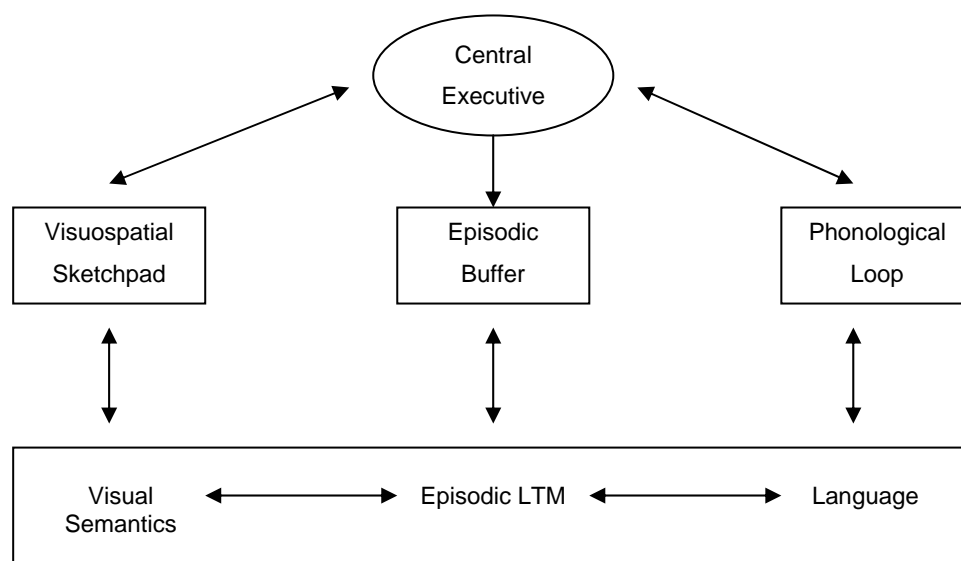 Central
Executive
Visuospatial
Sketchpad
Episodic
Buffer
Phonological
Loop
Visual
Semantics
Episodic LTM
Language